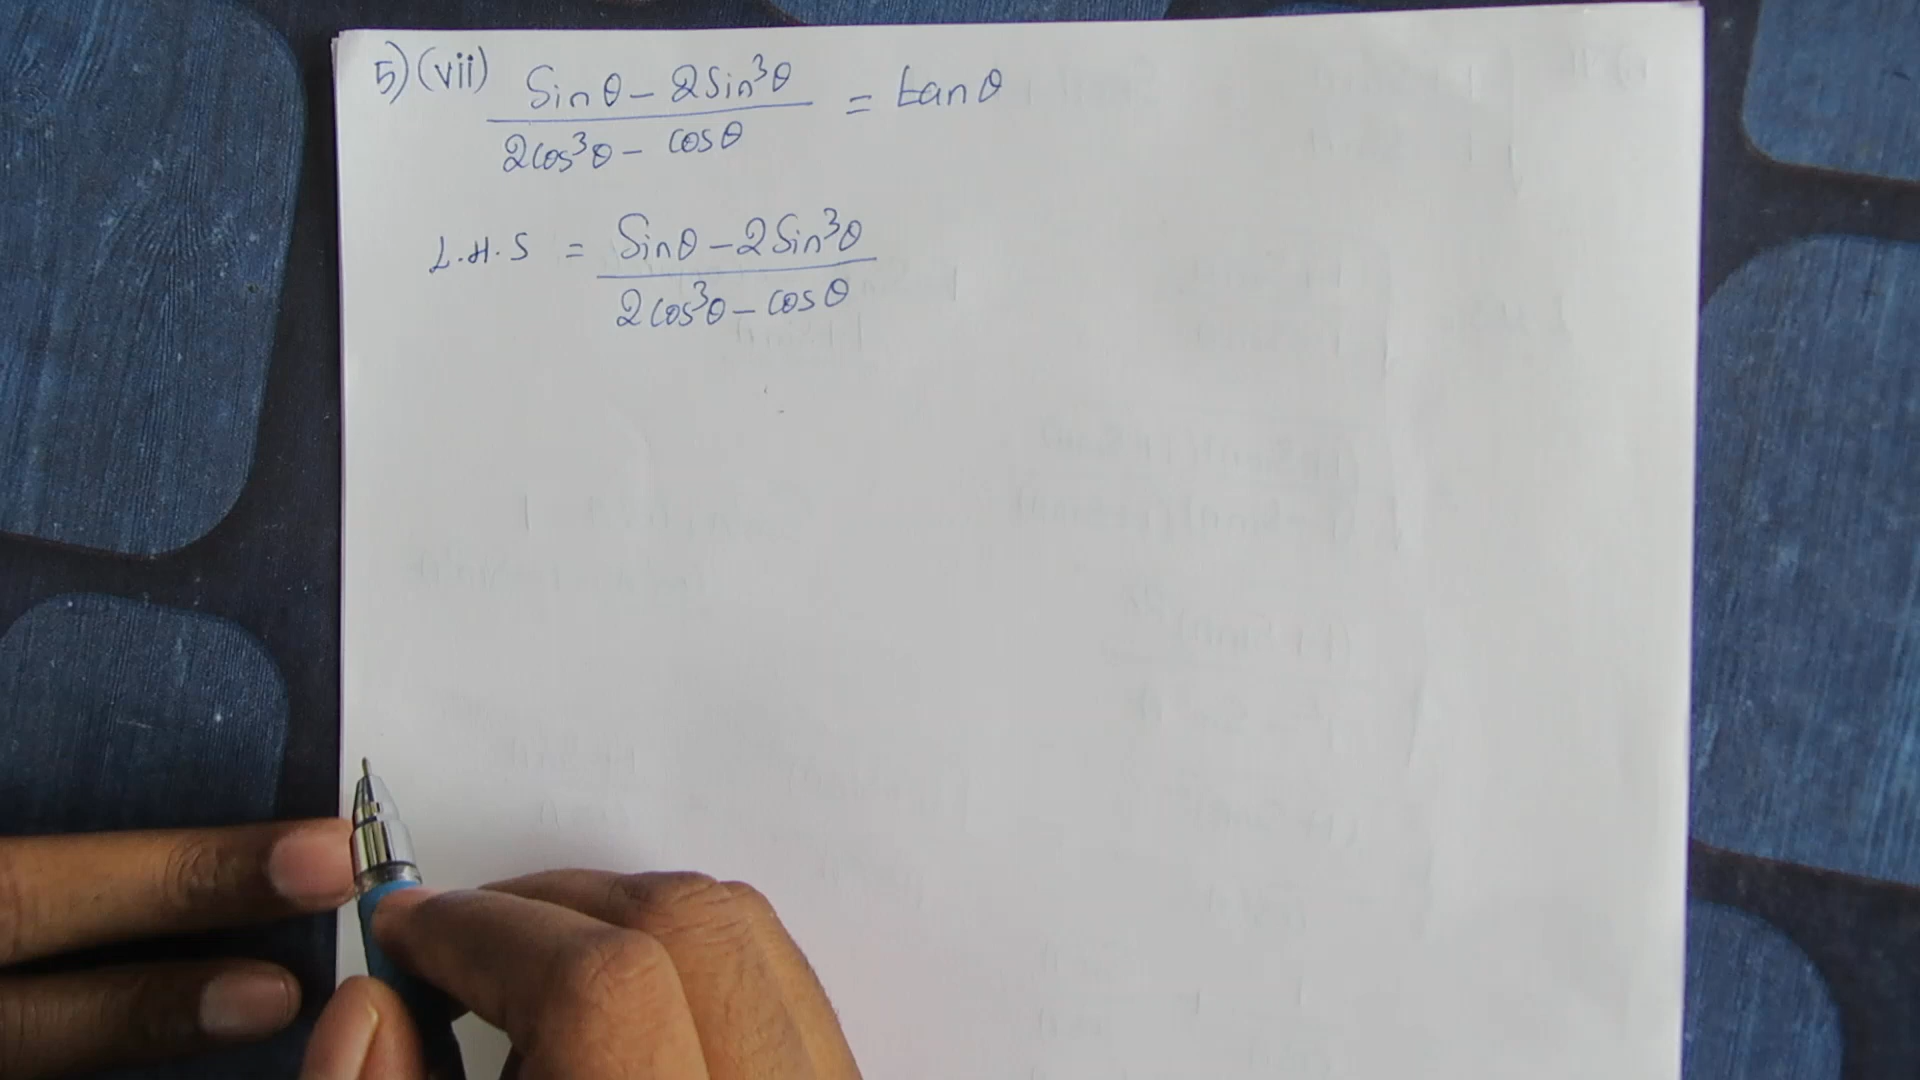 5) (vii) Sinθ – 2Sin³θ = tanθ
2cos³θ – cosθ
L.H.S = Sinθ – 2Sin³θ
2cos³θ – cosθ